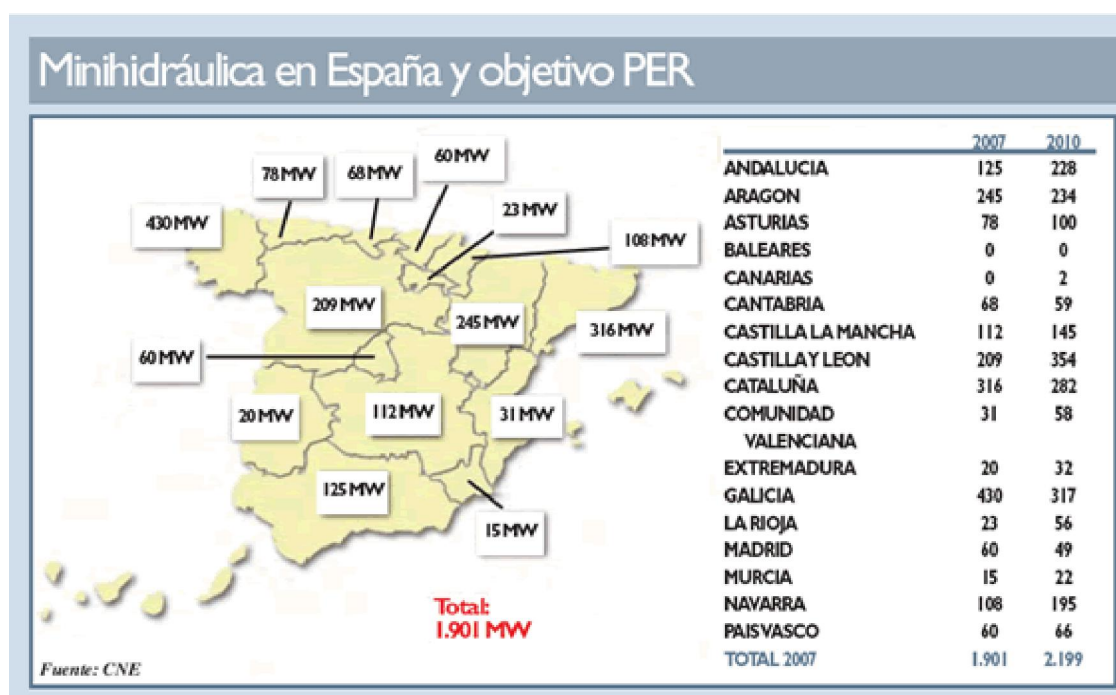 Minihidráulica en España y objetivo PER
60 MW
78 MW
68 MW
23 MW
430 MW
108 MW
209 MW
245 MW
316 MW
60 MW
20 MW
112 MW
31 MW
125 MW
15 MW
Total:
1.901 MW
Fuente: CNE
2007 2010
ANDALUCIA 125 228
ARAGON 245 234
ASTURIAS 78 100
BALEARES 0 0
CANARIAS 0 2
CANTABRIA 68 59
CASTILLA LA MANCHA 112 145
CASTILLA Y LEON 209 354
CATALUÑA 316 282
COMUNIDAD 31 58
VALENCIANA
EXTREMADURA 20 32
GALICIA 430 317
LA RIOJA 23 56
MADRID 60 49
MURCIA 15 22
NAVARRA 108 195
PAIS VASCO 60 66
TOTAL 2007 1.901 2.199